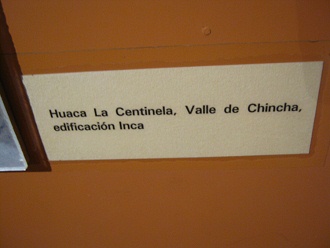 Huaca La Centinela, Valle de Chincha,
edificación Inca